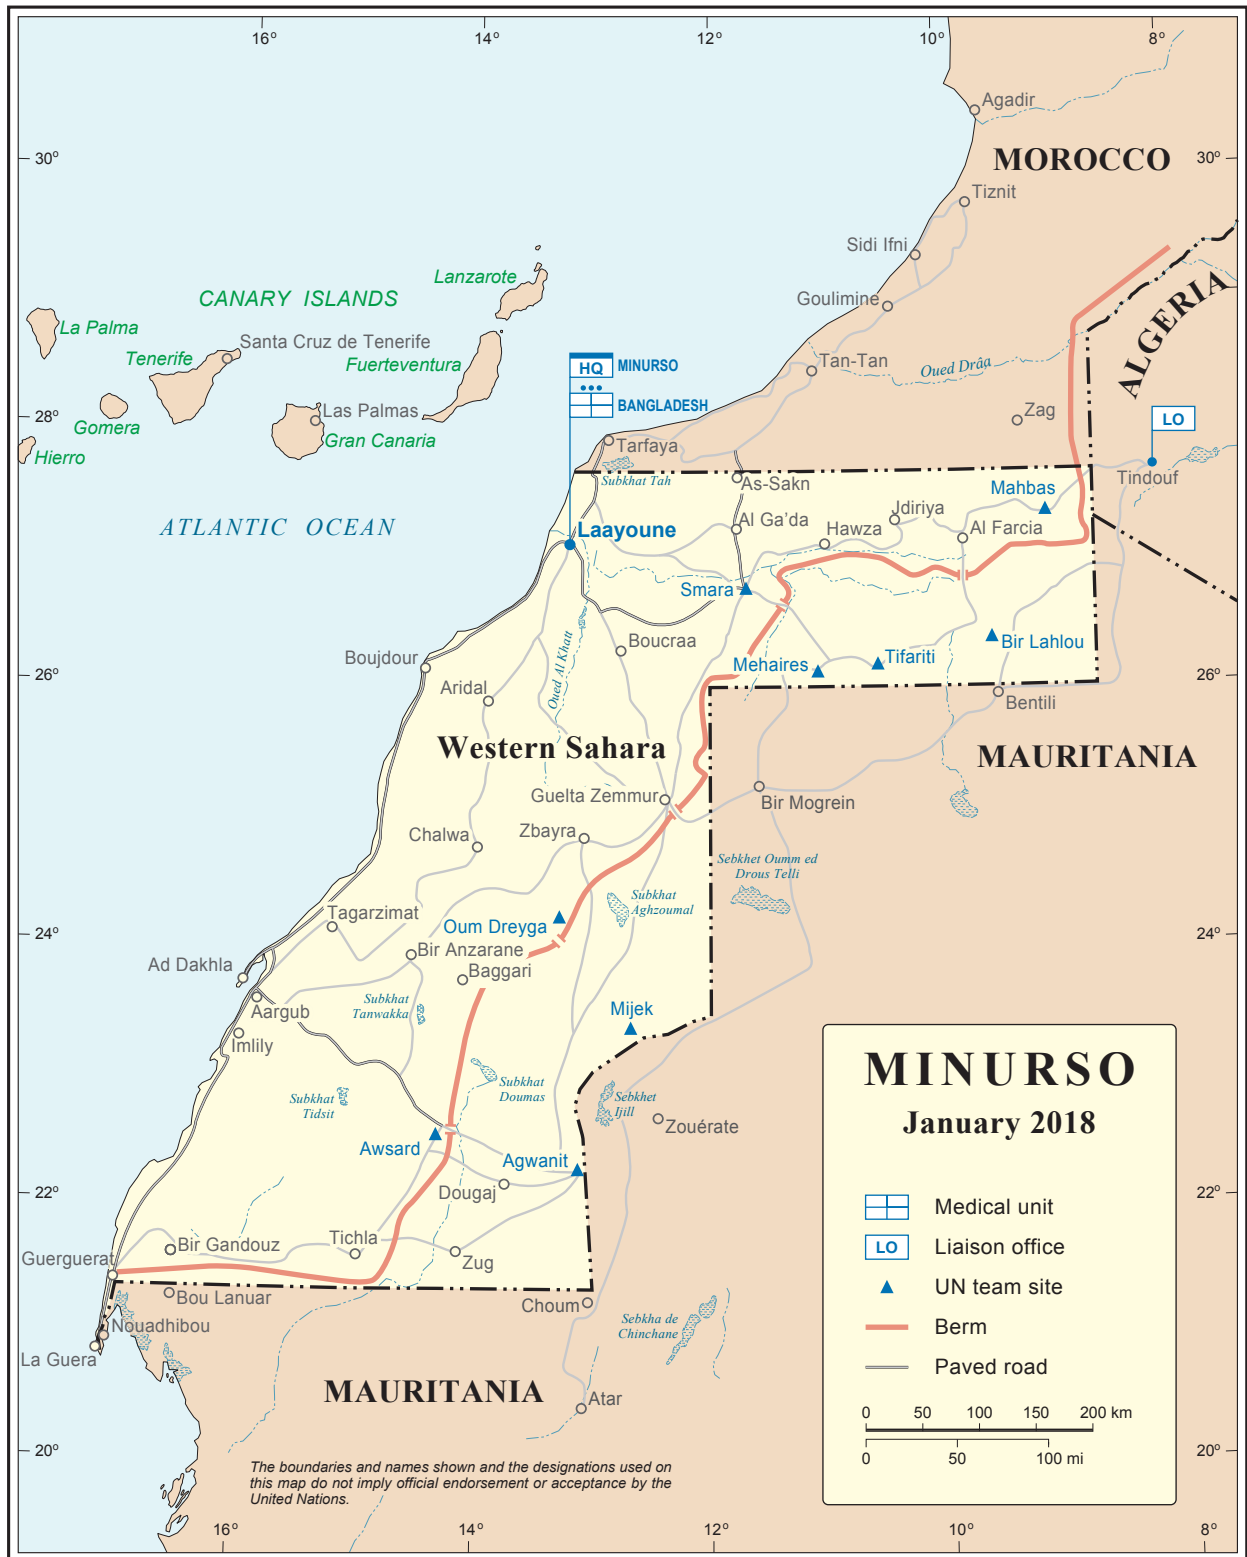 16°
14°
12°
10°
8°
Agadir
30°
MOROCCO
30°
Tiznit
Sidi Ifni
Lanzarote
CANARY ISLANDS
Goulimine
ALGERIA
La Palma
Santa Cruz de Tenerife
Tenerife
Fuerteventura
HQ
MINURSO
Tan-Tan
Oued Drâa
BANGLADESH
28°
Las Palmas
Zag
LO
28°
Gomera
Gran Canaria
Tarfaya
Hierro
Subkhat Tah
As-Sakn
Mahbas
Tindouf
Jdiriya
ATLANTIC OCEAN
Laayoune
Al Ga'da
Hawza
Al Farcia
Smara
Boucraa
Bir Lahlou
Oued Al Khatt
Boujdour
Mehaires
Tifariti
26°
26°
Aridal
Bentili
Western Sahara
MAURITANIA
Guelta Zemmur
Bir Mogrein
Chalwa
Zbayra
Sebkhet Oumm ed
Drous Telli
Subkhat
Aghzoumal
Tagarzimat
Oum Dreyga
24°
24°
Bir Anzarane
Ad Dakhla
Baggari
Subkhat
Tanwakka
Aargub
Mijek
Imlily
Subkhat
Doumas
Subkhat
Tidsit
Sebkhet
Ijill
Zouérate
Awsard
Agwanit
22°
Dougaj
22°
Tichla
Bir Gandouz
Guerguerat
Zug
Bou Lanuar
Choum
Nouadhibou
Sebkha de
Chinchane
La Guera
MAURITANIA
Atar
20°
20°
MINURSO
January 2018
Medical unit
LO
Liaison office
UN team site
Berm
Paved road
0 50 100 150 200 km
0 50 100 mi
The boundaries and names shown and the designations used on
this map do not imply official endorsement or acceptance by the
United Nations.
16°
14°
12°
10°
8°